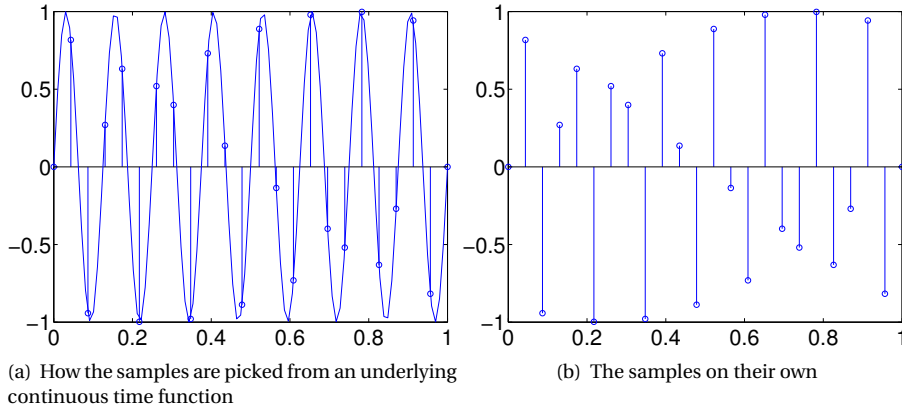 1
0.5
0
−0.5
−1
0 0.2 0.4 0.6 0.8 1
1
0.5
0
−0.5
−1
0 0.2 0.4 0.6 0.8 1
(a) How the samples are picked from an underlying
continuous time function
(b) The samples on their own